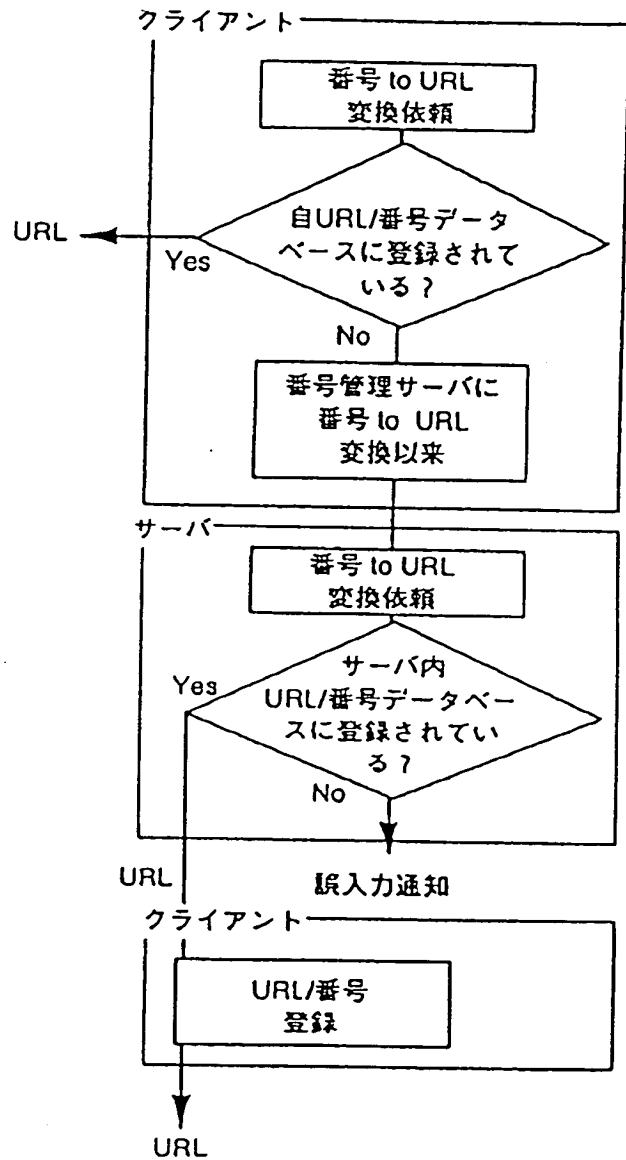 クライアント
番号 to URL
変換依頼
自URL/番号データ
ベースに登録されて
いる?
URL
Yes
No
番号管理サーバに
番号 to URL
変換以来
サーバ
番号 to URL
変換依頼
サーバ内
URL/番号データベー
スに登録されてい
る?
Yes
No
URL
誤入力通知
クライアント
URL/番号
登録
URL